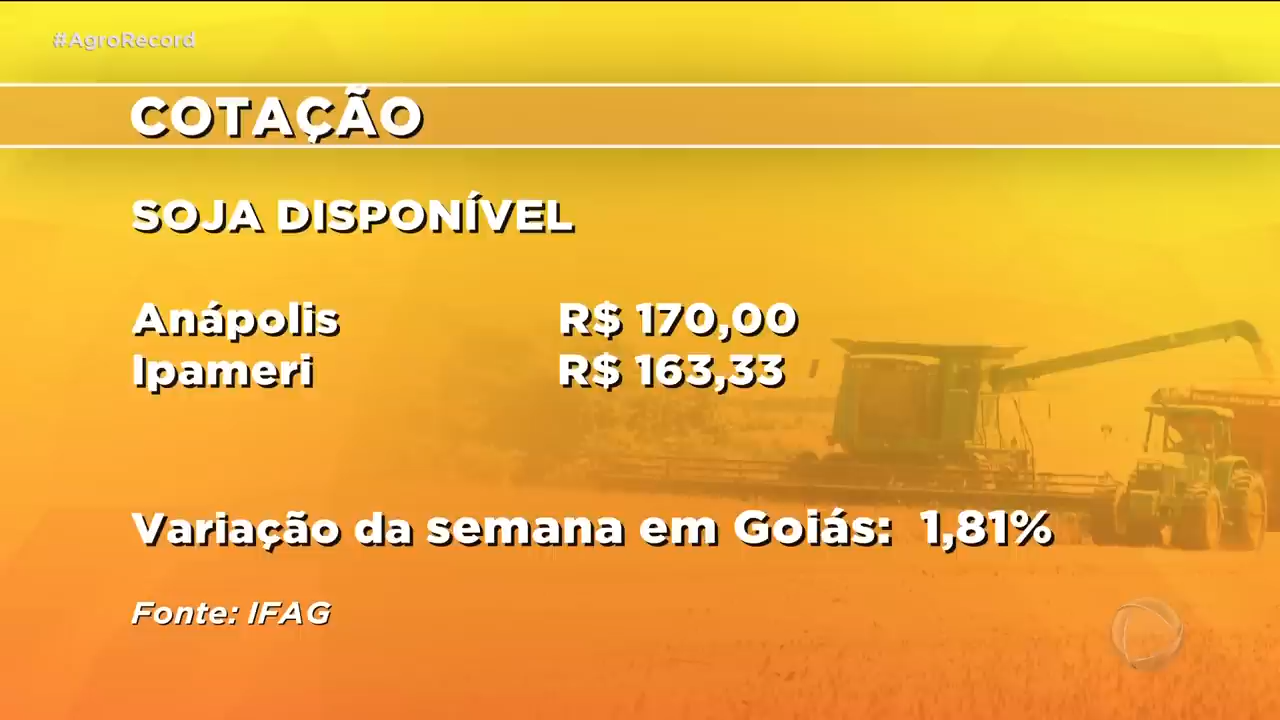 #AgroRecord
COTAÇÃO
SOJA DISPONÍVEL
Anápolis R$ 170,00
Ipameri R$ 163,33
Variação da semana em Goiás: 1,81%
Fonte: IFAG